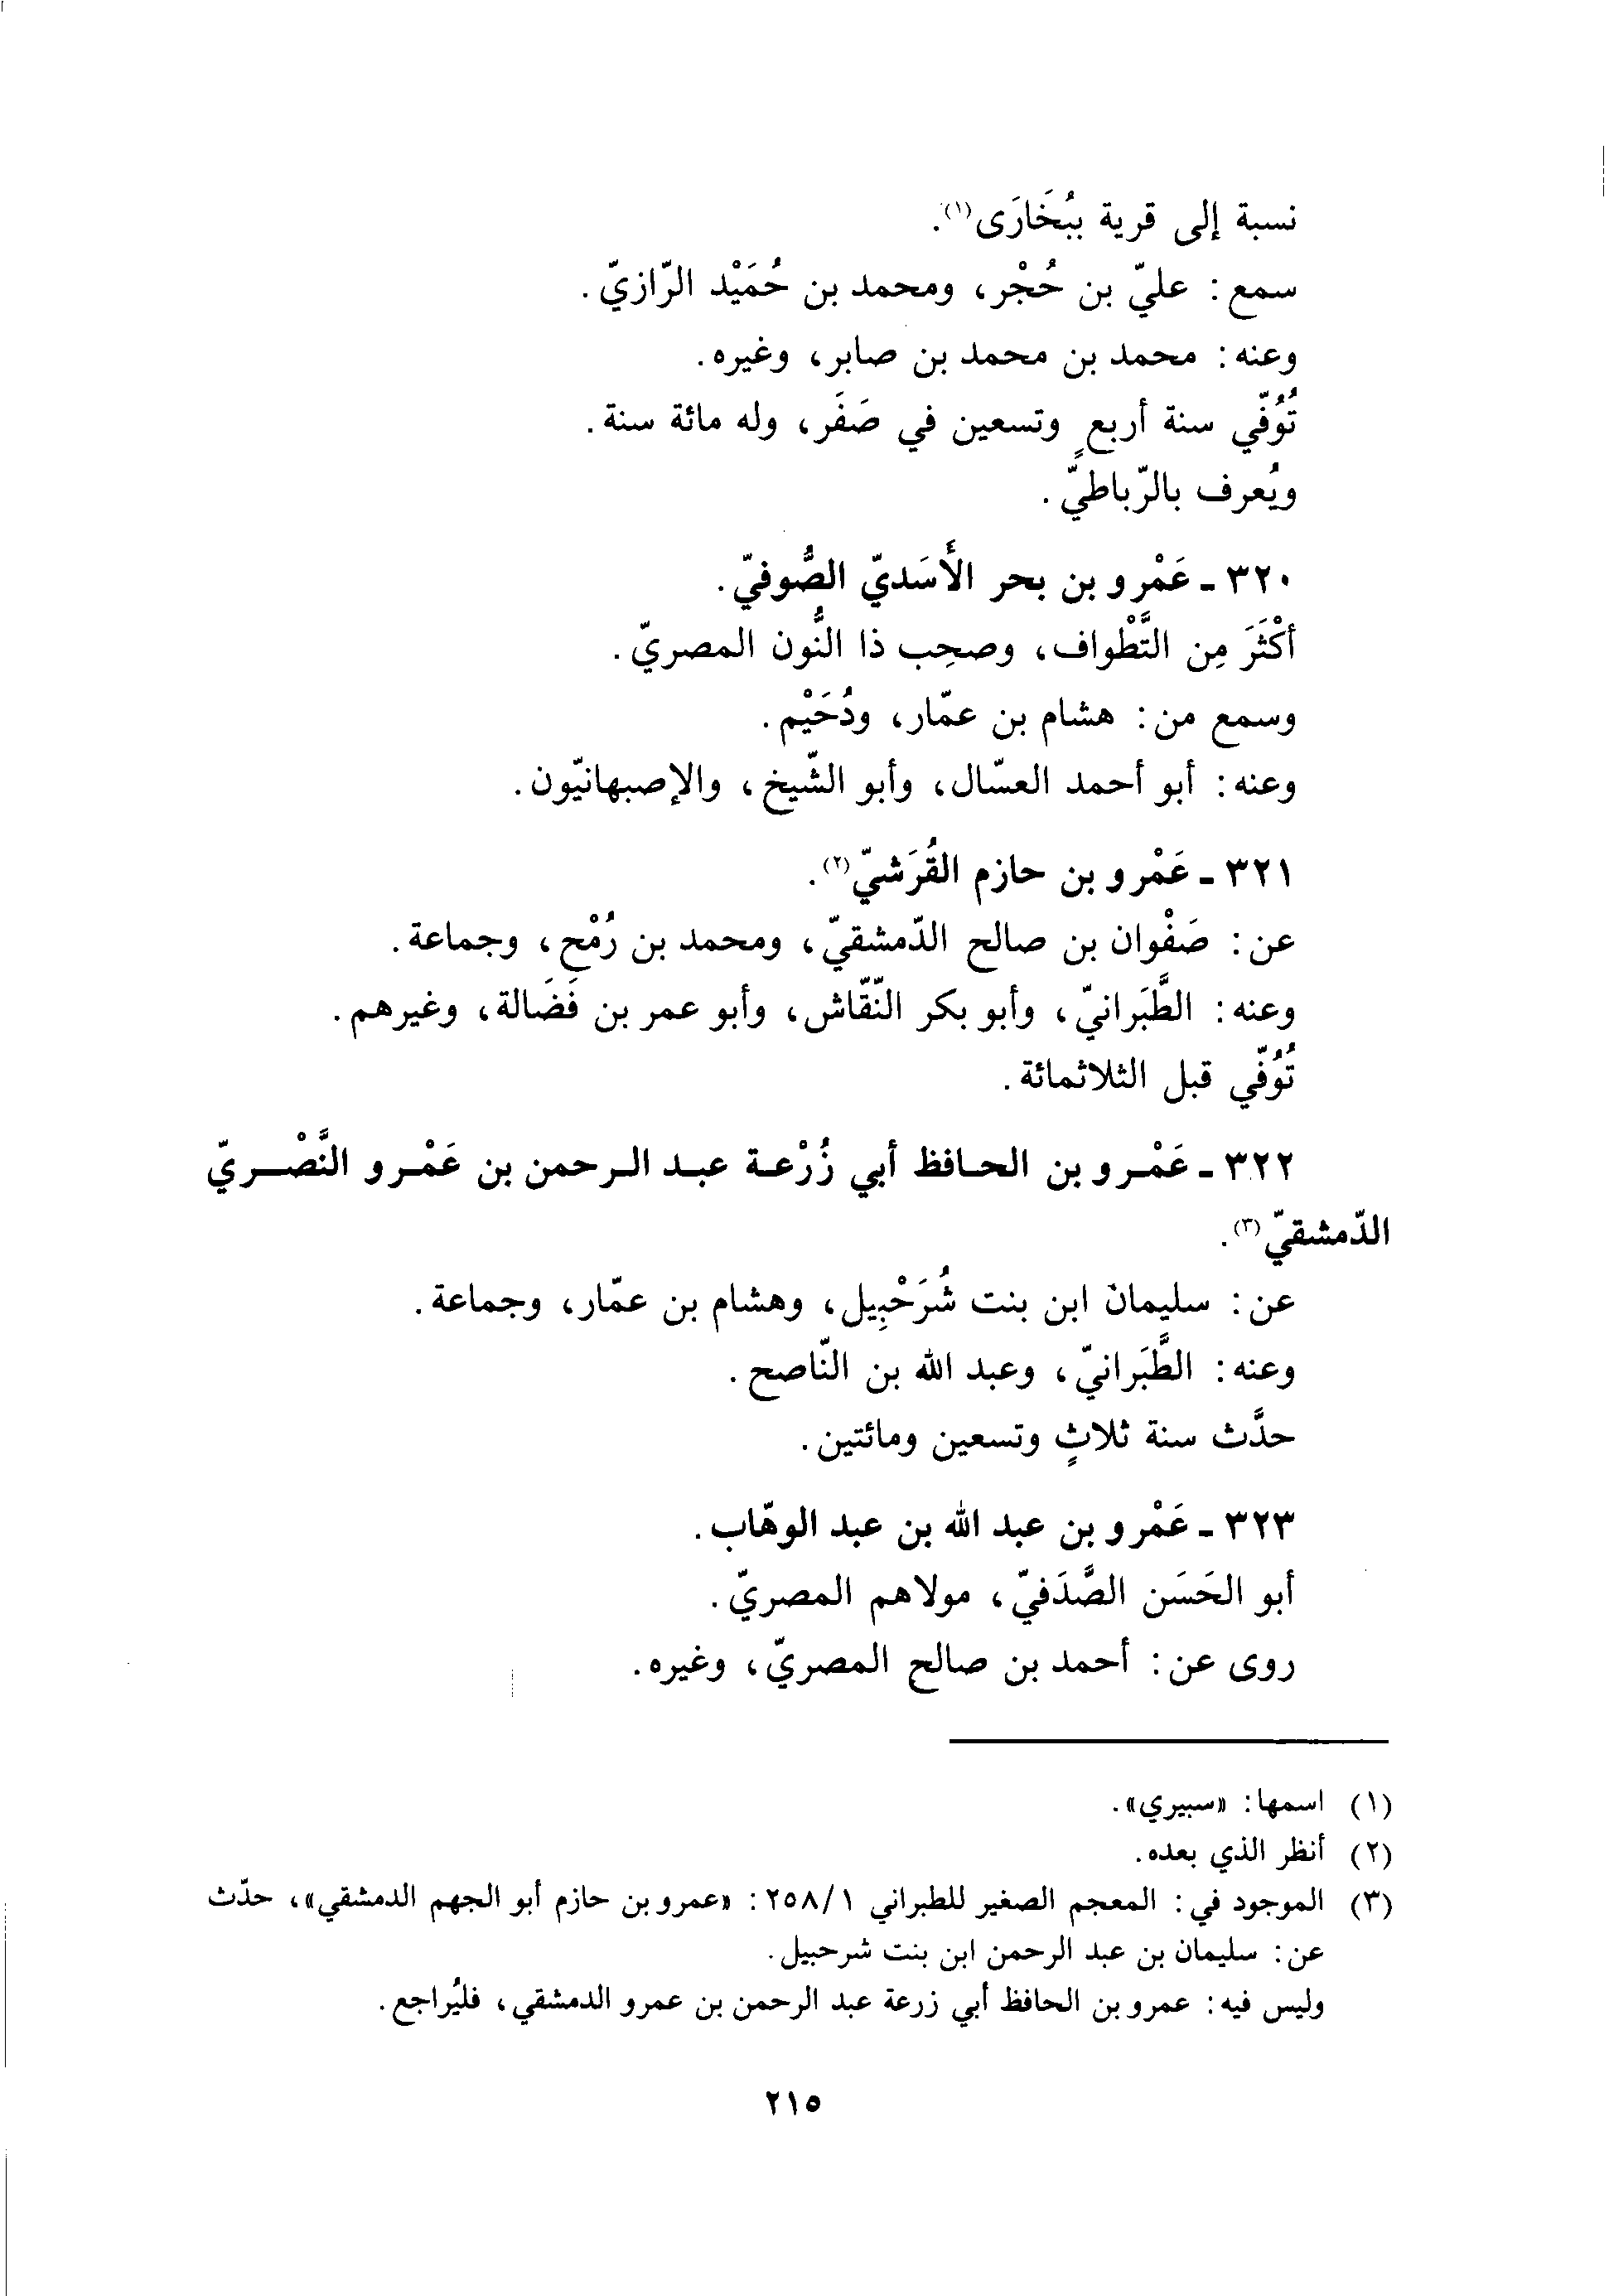 نسبة إلى قرية ببُخَارَى(١).
سمع: عليّ بن حُجْر، ومحمد بن حُمَيْد الرّازيّ.
وعنه: محمد بن محمد بن صابر، وغيره.
تُوُفّي سنة أربعٍ وتسعين في صَفَر، وله مائة سنة.
ويُعرف بالرّباطيّ.
٣٢٠ - عَمْرو بن بحر الأَسَديّ الصُّوفيّ.
أكْثَرَ مِن التَّطْواف، وصحِب ذا النُّون المصريّ.
وسمع من: هشام بن عمّار، ودُحَيْم.
وعنه: أبو أحمد العسّال، وأبو الشّيخ، والإصبهانيّون.
٣٢١ - عَمْرو بن حازم القُرَشيّ(٢).
عن: صَفْوان بن صالح الدّمشقيّ، ومحمد بن رُمْح، وجماعة.
وعنه: الطَّبَرانيّ، وأبو بكر النّقّاش، وأبو عمر بن فَضَالة، وغيرهم.
تُوُفّي قبل الثلاثمائة.
٣٢٢ - عَمْرو بن الحافظ أبي زُرْعة عبد الرحمن بن عَمْرو النَّصْريّ
الدّمشقيّ(٣).
عن: سليمان ابن بنت شُرَحْبِيل، وهشام بن عمّار، وجماعة.
وعنه: الطَّبَرانيّ، وعبد الله بن النّاصح.
حدَّث سنة ثلاثٍ وتسعين ومائتين.
٣٢٣ - عَمْرو بن عبد الله بن عبد الوهّاب.
أبو الحَسَن الصَّدَفيّ، مولاهم المصريّ.
روى عن: أحمد بن صالح المصريّ، وغيره.
(١) اسمها: «سبيري».
(٢) أنظر الذي بعده.
(٣) الموجود في: المعجم الصغير للطبراني ٢٥٨/١: «عمرو بن حازم أبو الجهم الدمشقي»، حدّث
عن: سليمان بن عبد الرحمن ابن بنت شرحبيل.
وليس فيه: عمرو بن الحافظ أبي زرعة عبد الرحمن بن عمرو الدمشقي، فليُراجع.
٢١٥